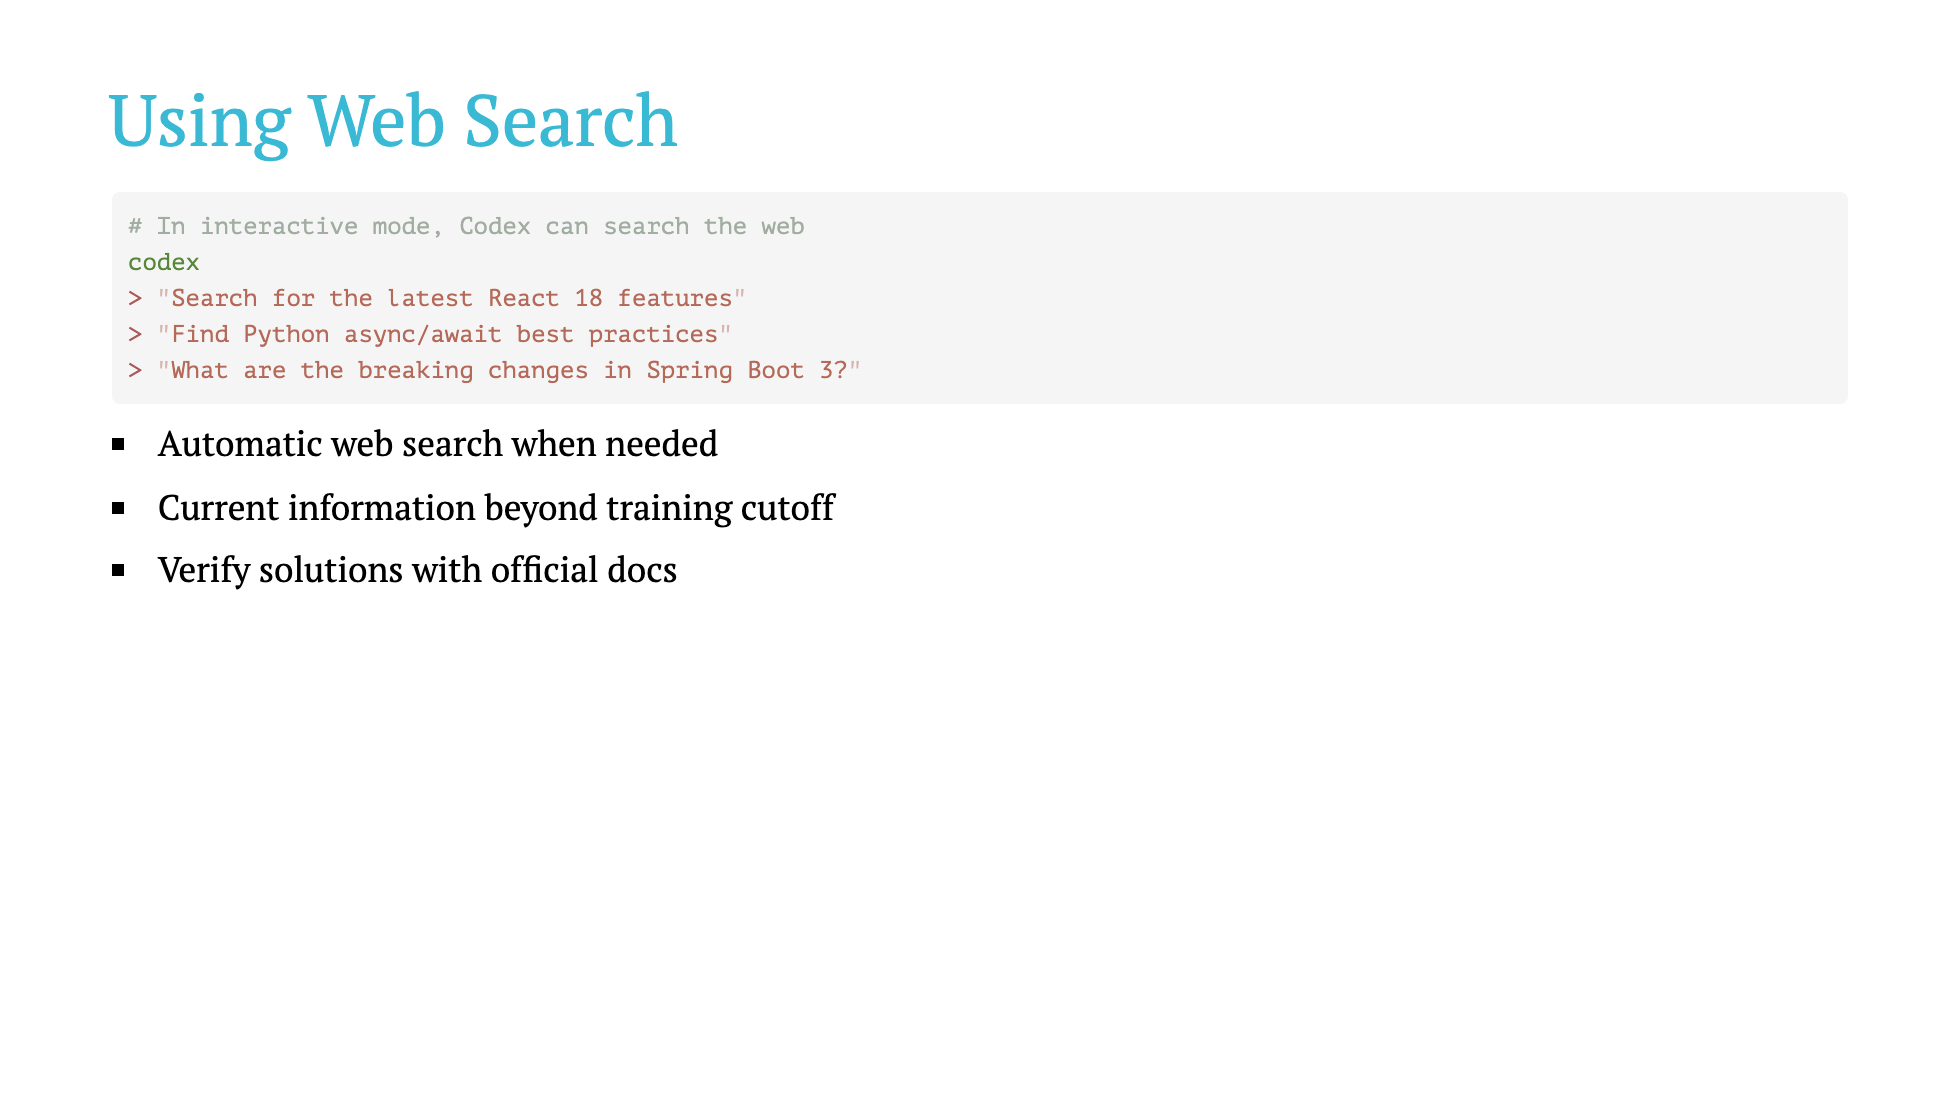 Using Web Search
# In interactive mode, Codex can search the web
codex
> "Search for the latest React 18 features"
> "Find Python async/await best practices"
> "What are the breaking changes in Spring Boot 3?"
▪ Automatic web search when needed
▪ Current information beyond training cutoff
▪ Verify solutions with official docs